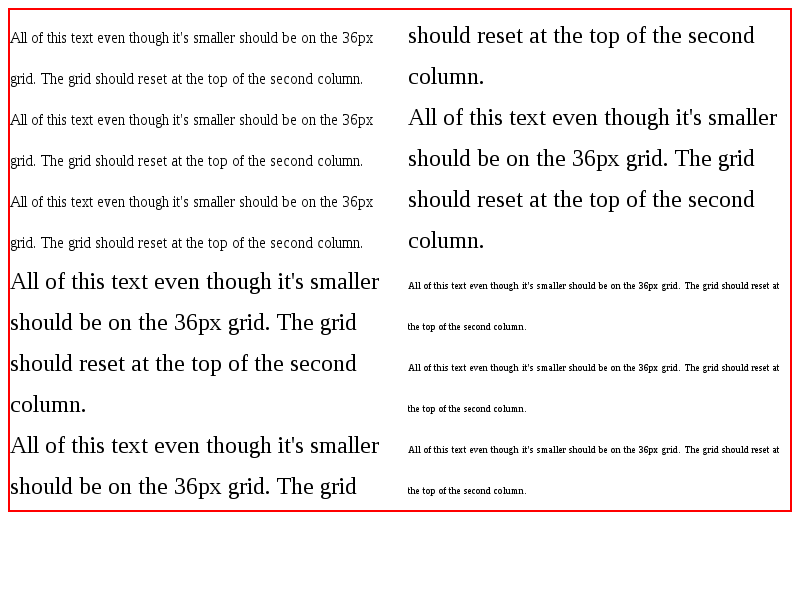 All of this text even though it's smaller should be on the 36px
grid. The grid should reset at the top of the second column.
All of this text even though it's smaller should be on the 36px
grid. The grid should reset at the top of the second column.
All of this text even though it's smaller should be on the 36px
grid. The grid should reset at the top of the second column.
All of this text even though it's smaller
should be on the 36px grid. The grid
should reset at the top of the second
column.
All of this text even though it's smaller
should be on the 36px grid. The grid
should reset at the top of the second
column.
All of this text even though it's smaller
should be on the 36px grid. The grid
should reset at the top of the second
column.
All of this text even though it's smaller should be on the 36px grid. The grid should reset at
the top of the second column.
All of this text even though it's smaller should be on the 36px grid. The grid should reset at
the top of the second column.
All of this text even though it's smaller should be on the 36px grid. The grid should reset at
the top of the second column.